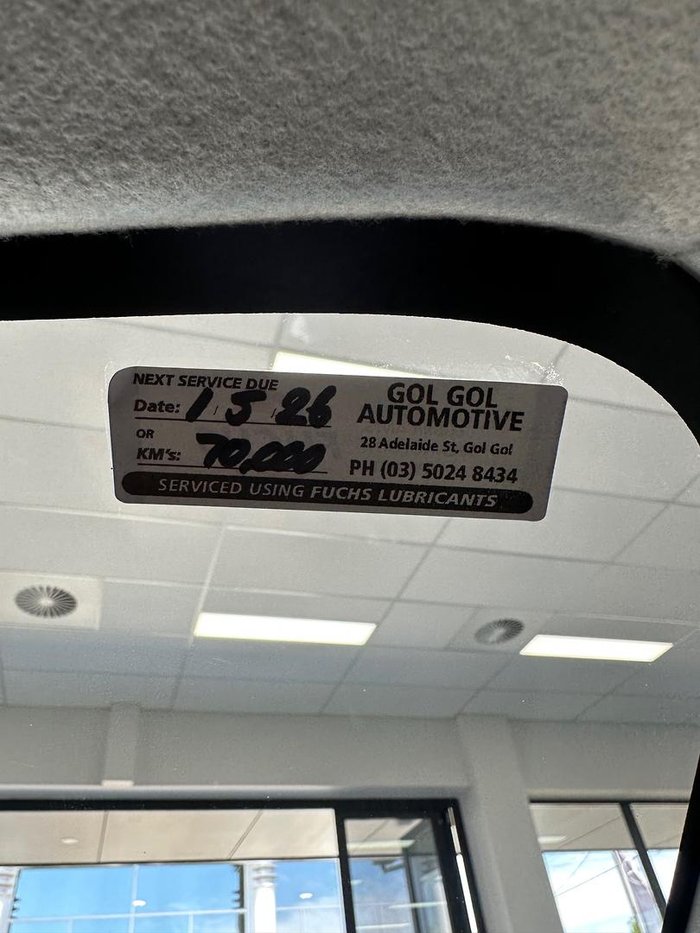 NEXT SERVICE DUE
Date: 1 / 5 / 26
OR
KM's: 70,000
GOL GOL
AUTOMOTIVE
28 Adelaide St, Gol Gol
PH (03) 5024 8434
SERVICED USING FUCHS LUBRICANTS